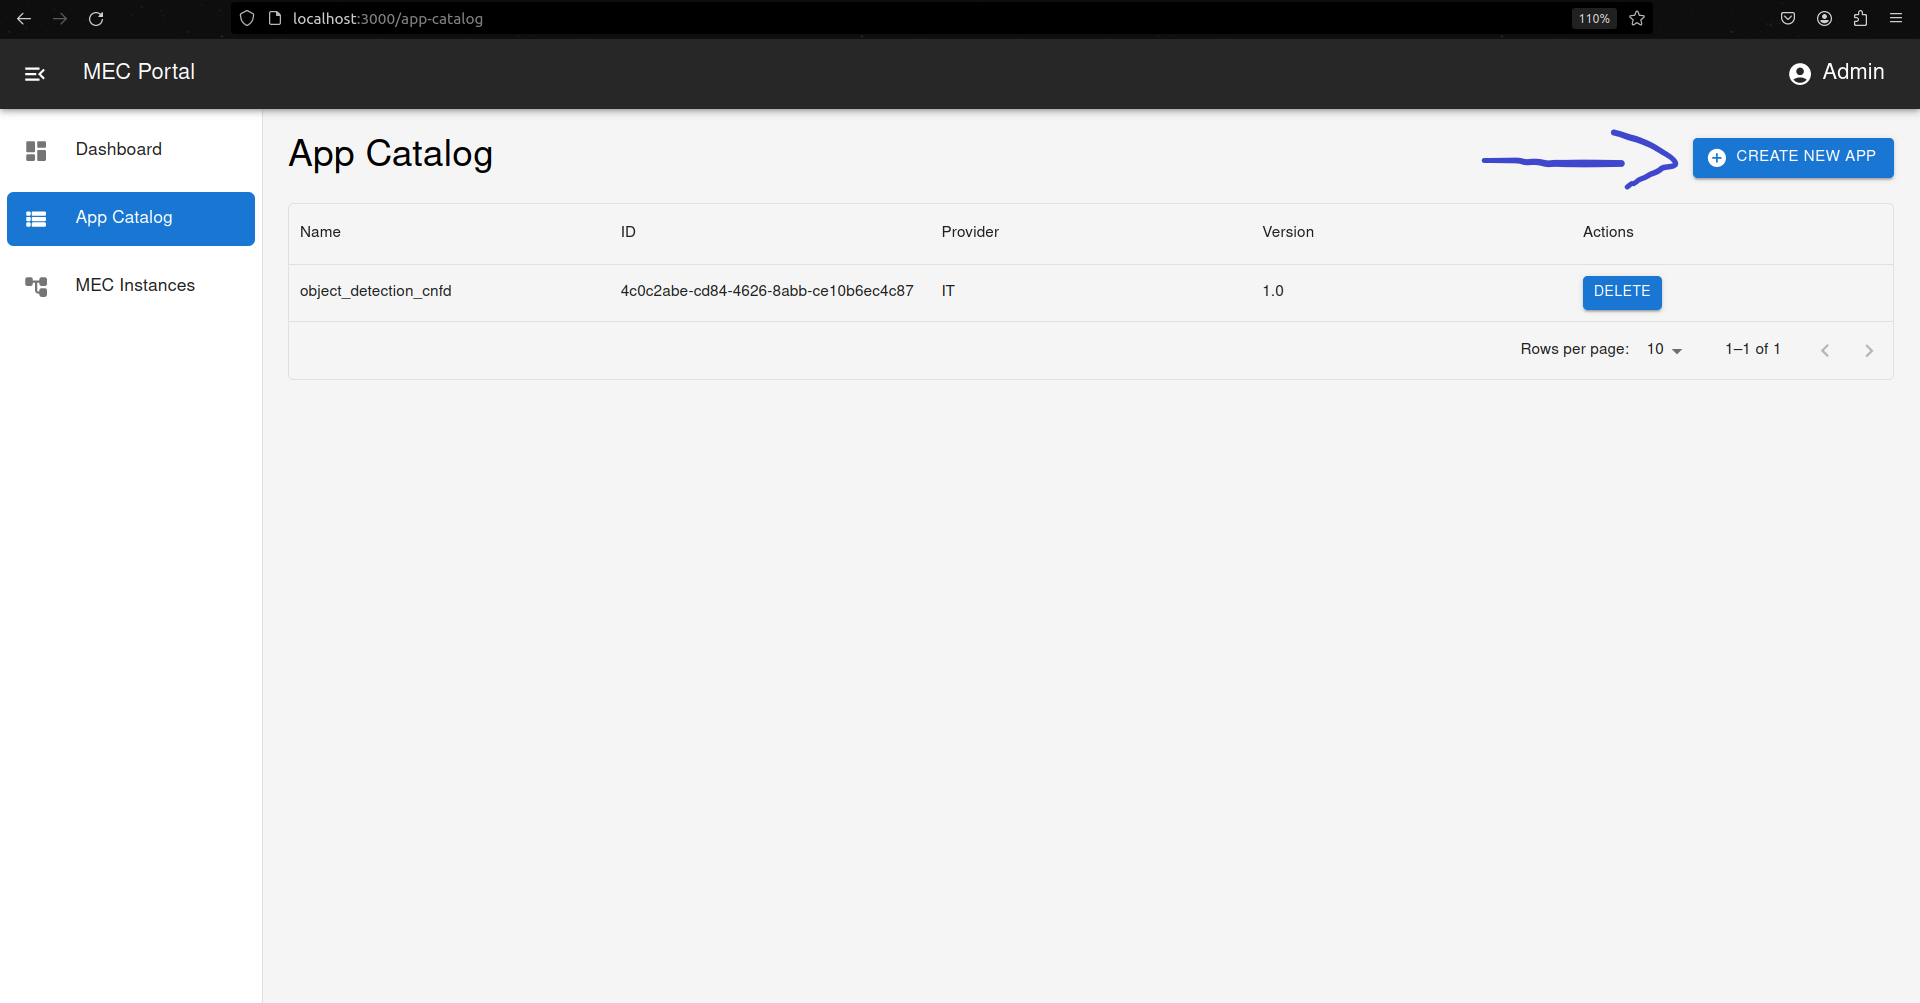 localhost:3000/app-catalog
110%
MEC Portal
Admin
Dashboard
App Catalog
MEC Instances
App Catalog
CREATE NEW APP
Name ID Provider Version Actions
object_detection_cnfd 4c0c2abe-cd84-4626-8abb-ce10b6ec4c87 IT 1.0 DELETE
Rows per page: 10 1–1 of 1